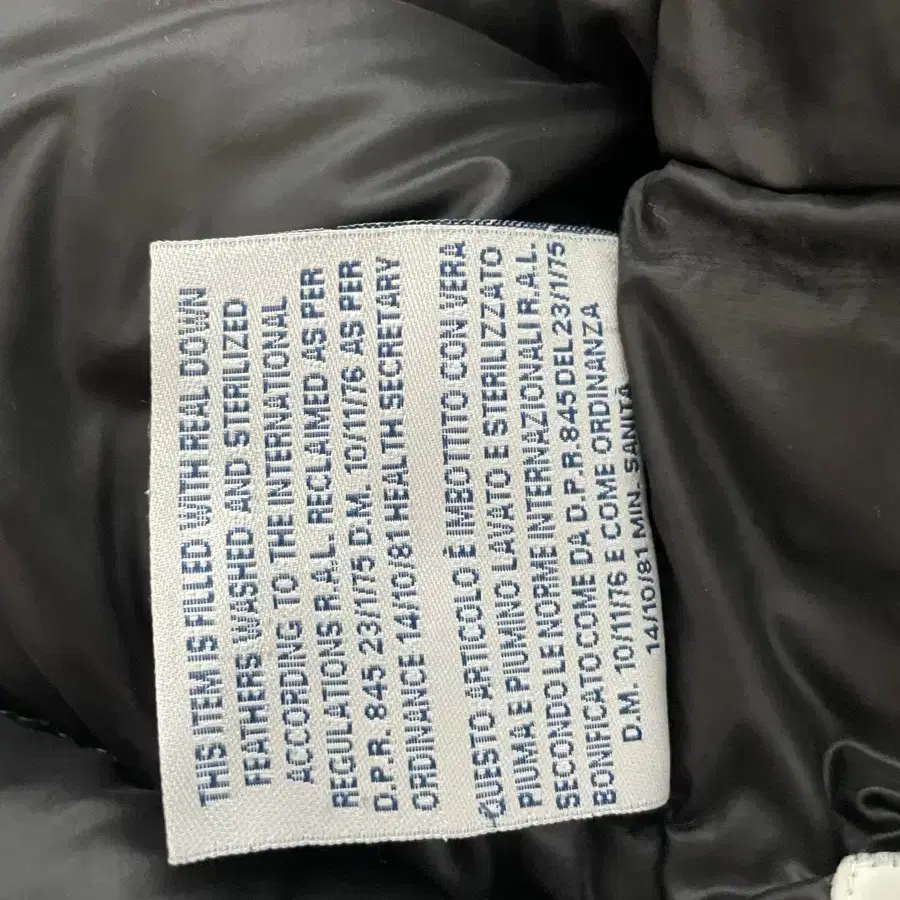 THIS ITEM IS FILLED WITH REAL DOWN
FEATHERS WASHED AND STERILIZED
ACCORDING TO THE INTERNATIONAL
REGULATIONS R.A.L. RECLAIMED AS PER
D.P.R. 845 23/1/75 D.M. 10/11/76 AS PER
ORDINANCE 14/10/81 HEALTH SECRETARY
QUESTO ARTICOLO È IMBOTTITO CON VERA
PIUMA E PIUMINO LAVATO E STERILIZZATO
SECONDO LE NORME INTERNAZIONALI R.A.L.
BONIFICATO COME DA D.P.R. 845 DEL 23/1/75
D.M. 10/11/76 E COME ORDINANZA
14/10/81 MIN. SANITÀ